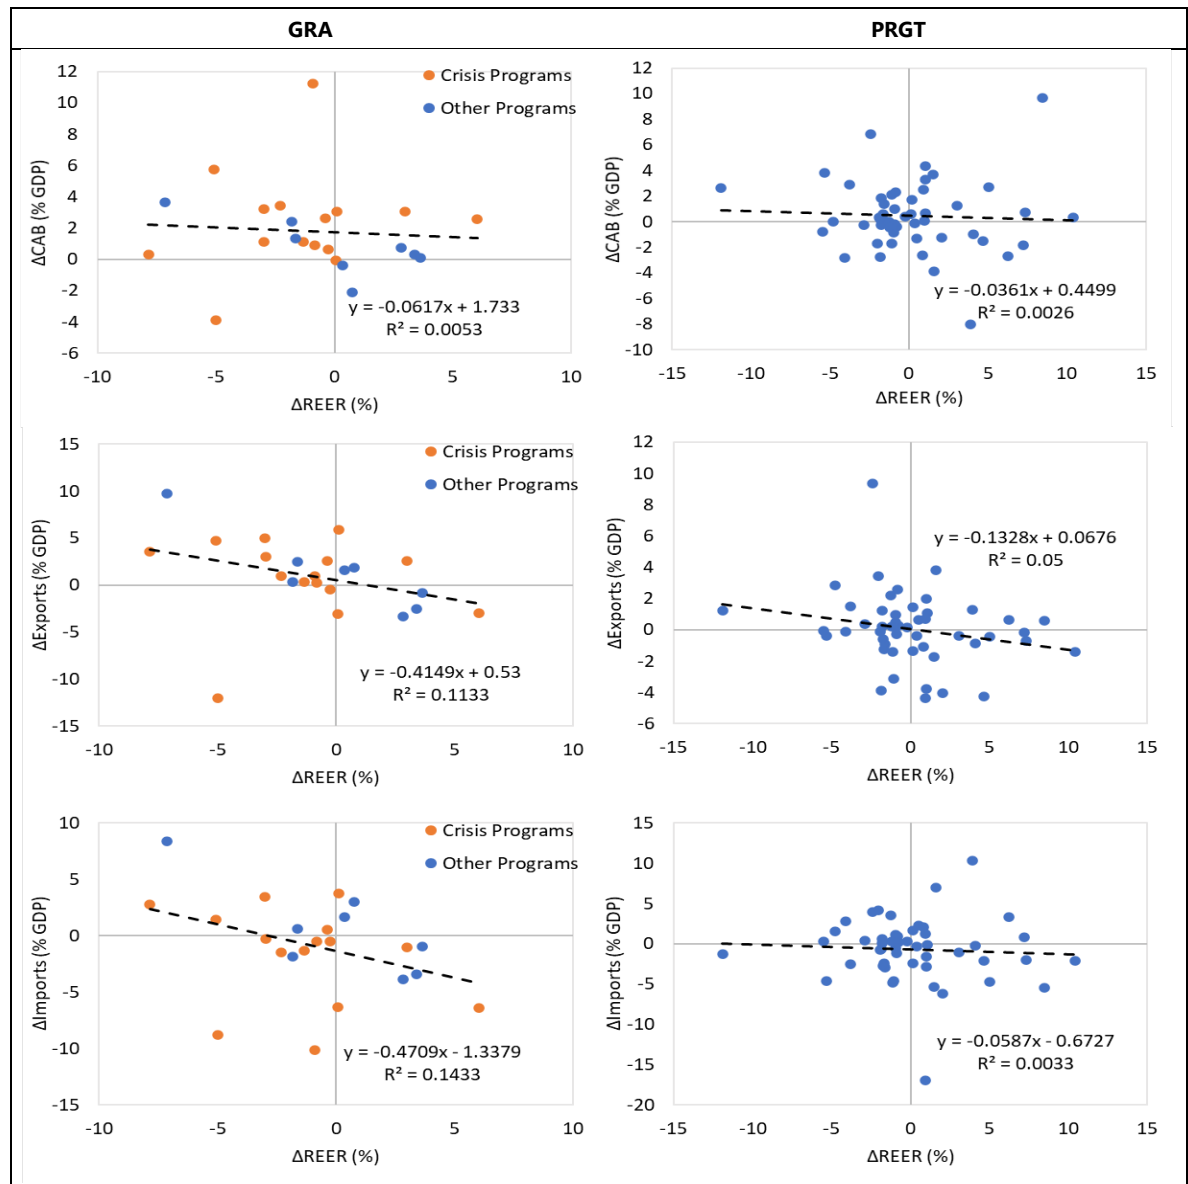 GRA
PRGT
Crisis Programs
Other Programs
ΔCAB (% GDP)
12
10
8
6
4
2
0
-2
-4
-6
y = -0.0617x + 1.733
R² = 0.0053
-10
-5
0
5
10
ΔREER (%)
ΔCAB (% GDP)
12
10
8
6
4
2
0
-2
-4
-6
-8
-10
y = -0.0361x + 0.4499
R² = 0.0026
-15
-10
-5
0
5
10
15
ΔREER (%)
Crisis Programs
Other Programs
ΔExports (% GDP)
15
10
5
0
-5
-10
-15
y = -0.4149x + 0.53
R² = 0.1133
-10
-5
0
5
10
ΔREER (%)
ΔExports (% GDP)
12
10
8
6
4
2
0
-2
-4
-6
y = -0.1328x + 0.0676
R² = 0.05
-15
-10
-5
0
5
10
15
ΔREER (%)
Crisis Programs
Other Programs
ΔImports (% GDP)
10
5
0
-5
-10
-15
y = -0.4709x - 1.3379
R² = 0.1433
-10
-5
0
5
10
ΔREER (%)
ΔImports (% GDP)
15
10
5
0
-5
-10
-15
-20
y = -0.0587x - 0.6727
R² = 0.0033
-15
-10
-5
0
5
10
15
ΔREER (%)